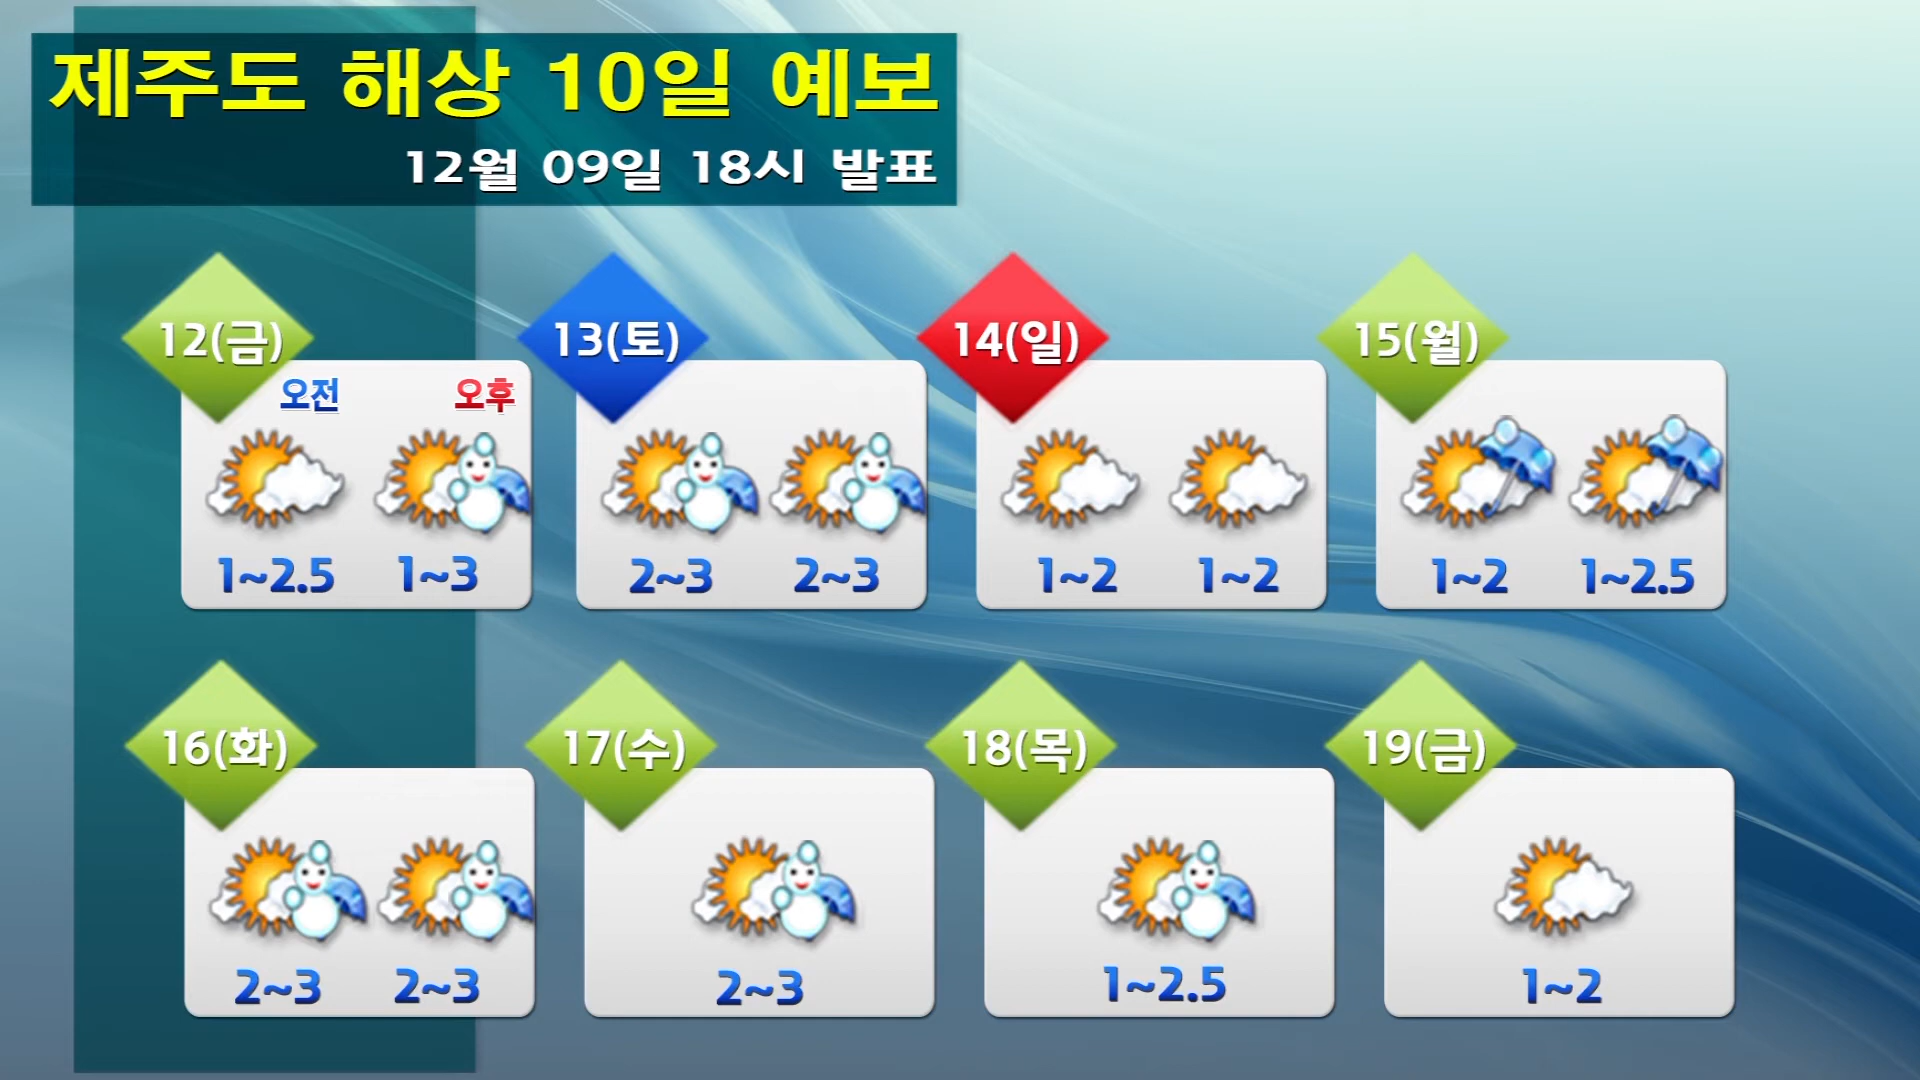 제주도 해상 10일 예보
12월 09일 18시 발표
12(금)
13(토)
14(일)
15(월)
오전 오후
1~2.5 1~3
2~3 2~3
1~2 1~2
1~2 1~2.5
16(화)
17(수)
18(목)
19(금)
2~3 2~3
2~3
1~2.5
1~2